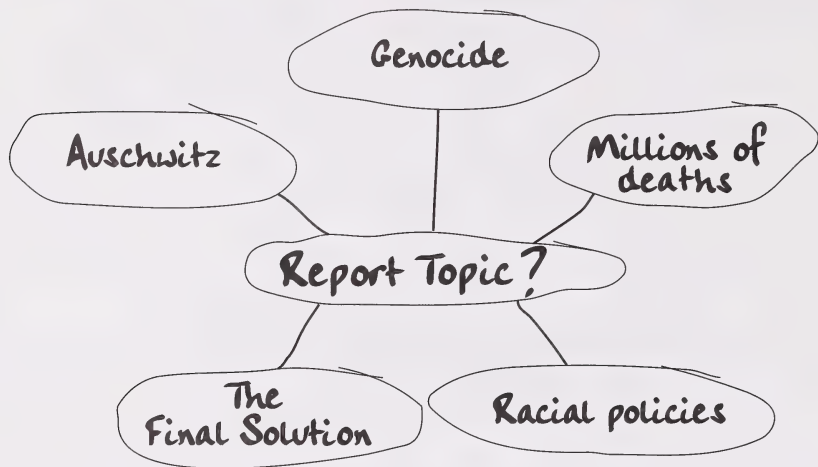 Genocide
Auschwitz
Millions of
deaths
Report Topic?
The
Final Solution
Racial policies